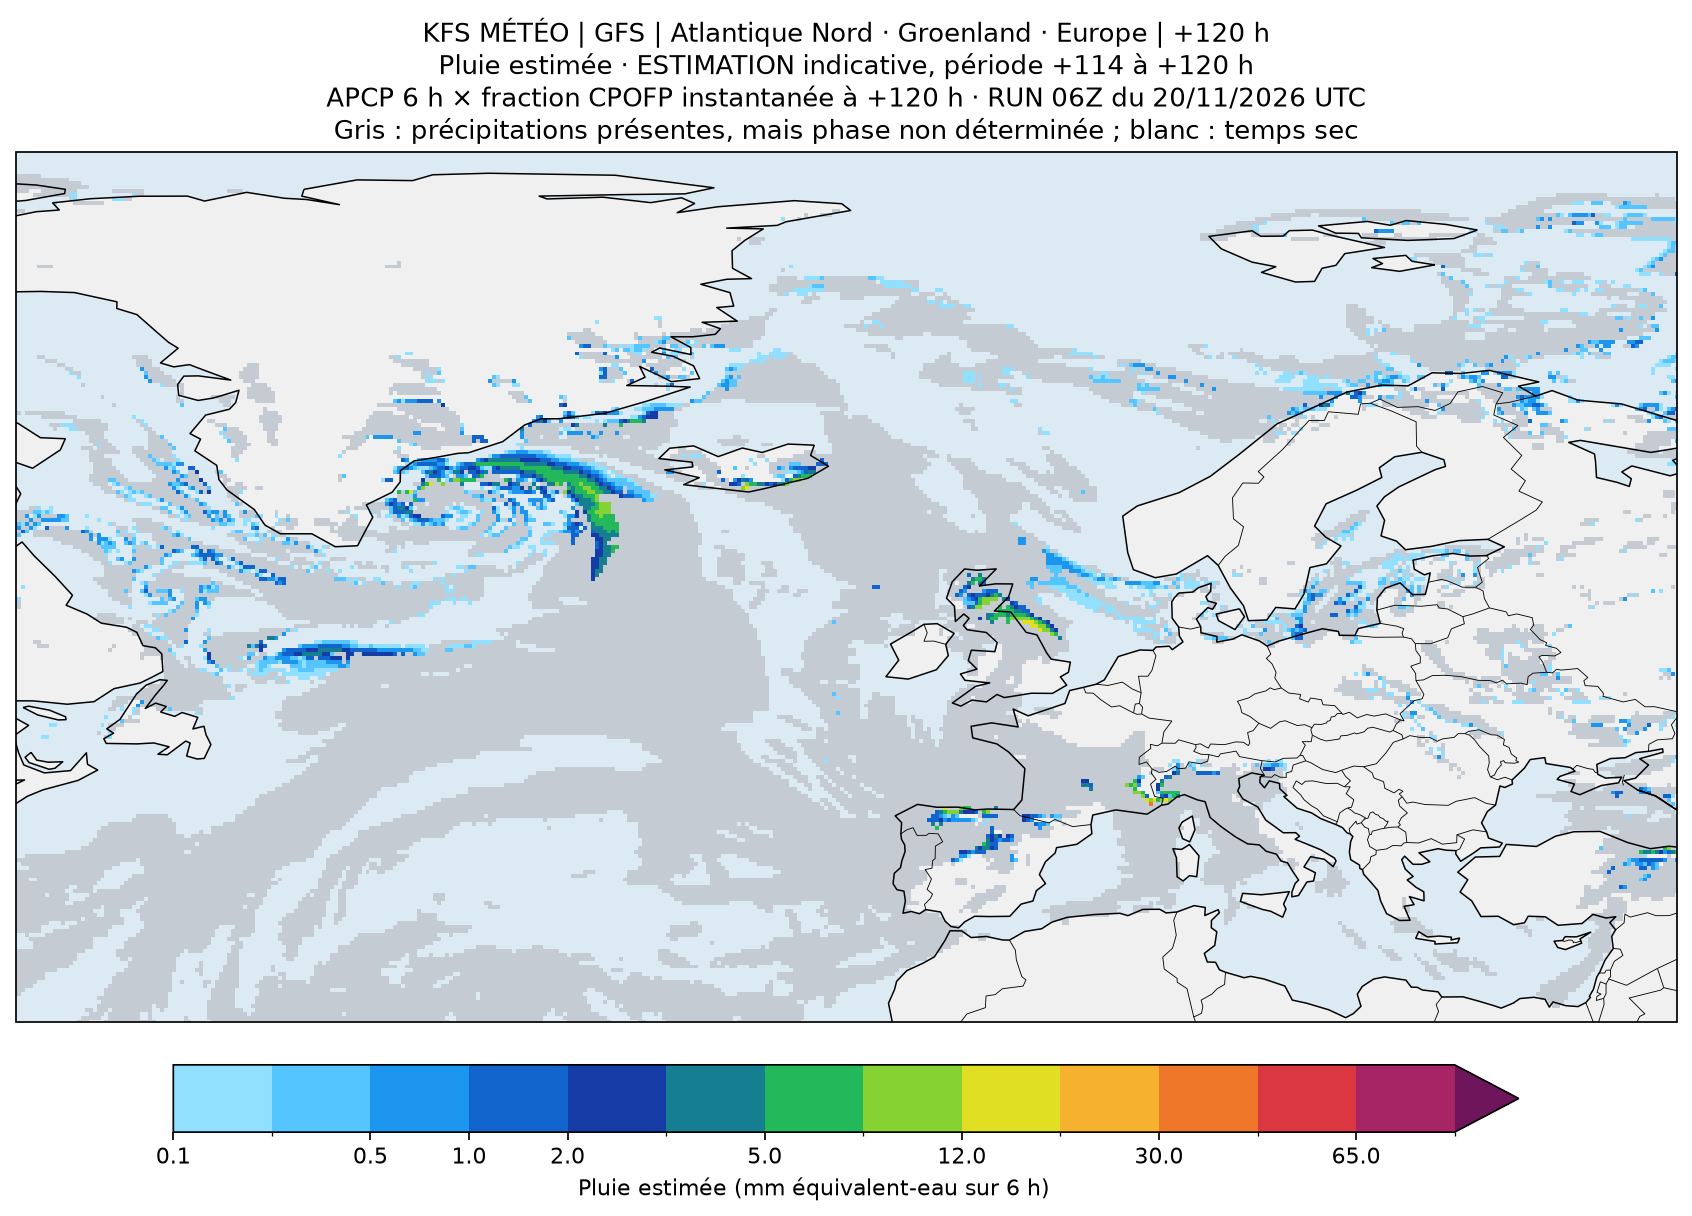 KFS MÉTÉO | GFS | Atlantique Nord · Groenland · Europe | +120 h
Pluie estimée · ESTIMATION indicative, période +114 à +120 h
APCP 6 h × fraction CPOFP instantanée à +120 h · RUN 06Z du 20/11/2026 UTC
Gris : précipitations présentes, mais phase non déterminée ; blanc : temps sec
0.1 0.5 1.0 2.0 5.0 12.0 30.0 65.0
Pluie estimée (mm équivalent-eau sur 6 h)